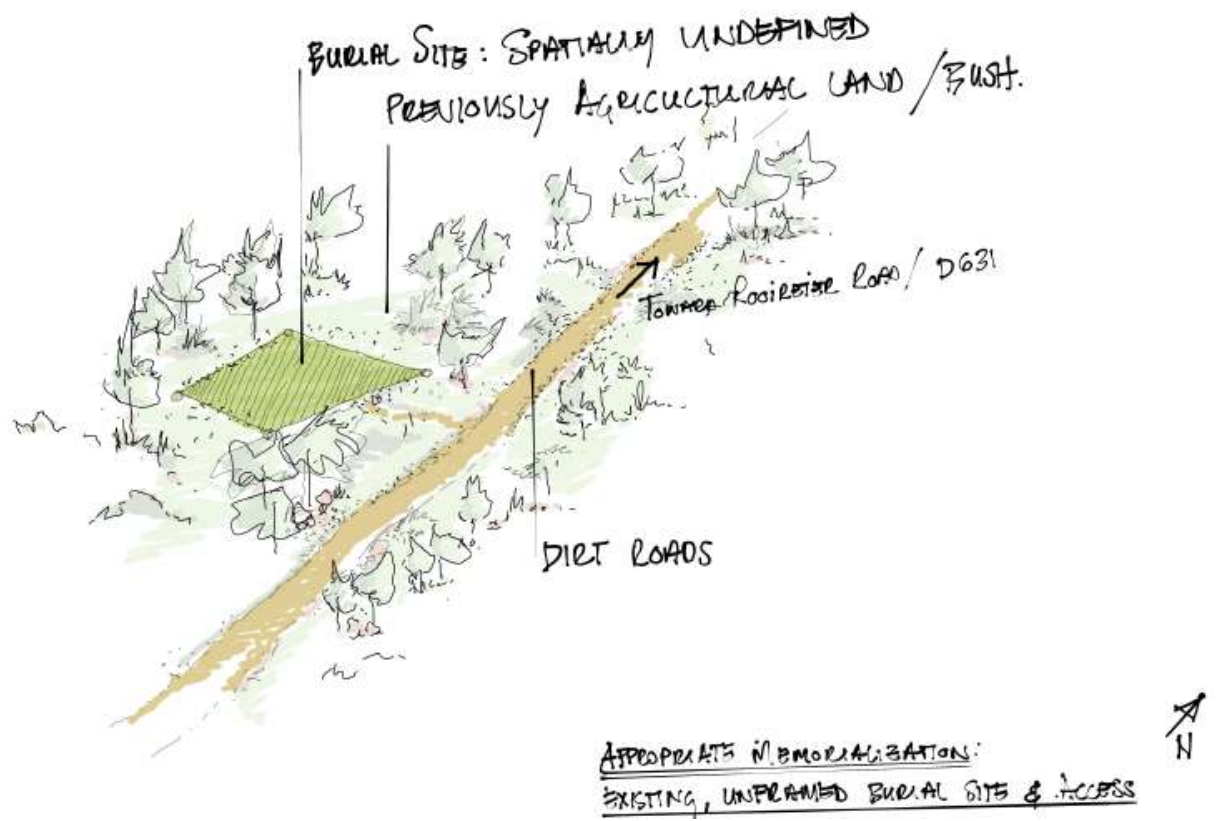 BURIAL SITE: SPATIALLY UNDEFINED
PREVIOUSLY AGRICULTURAL LAND / BUSH.
TOWARD ROOIRETER ROAD / D631
DIRT ROADS
N
APPROPRIATE MEMORIALIZATION:
EXISTING, UNFRAMED BURIAL SITE & ACCESS